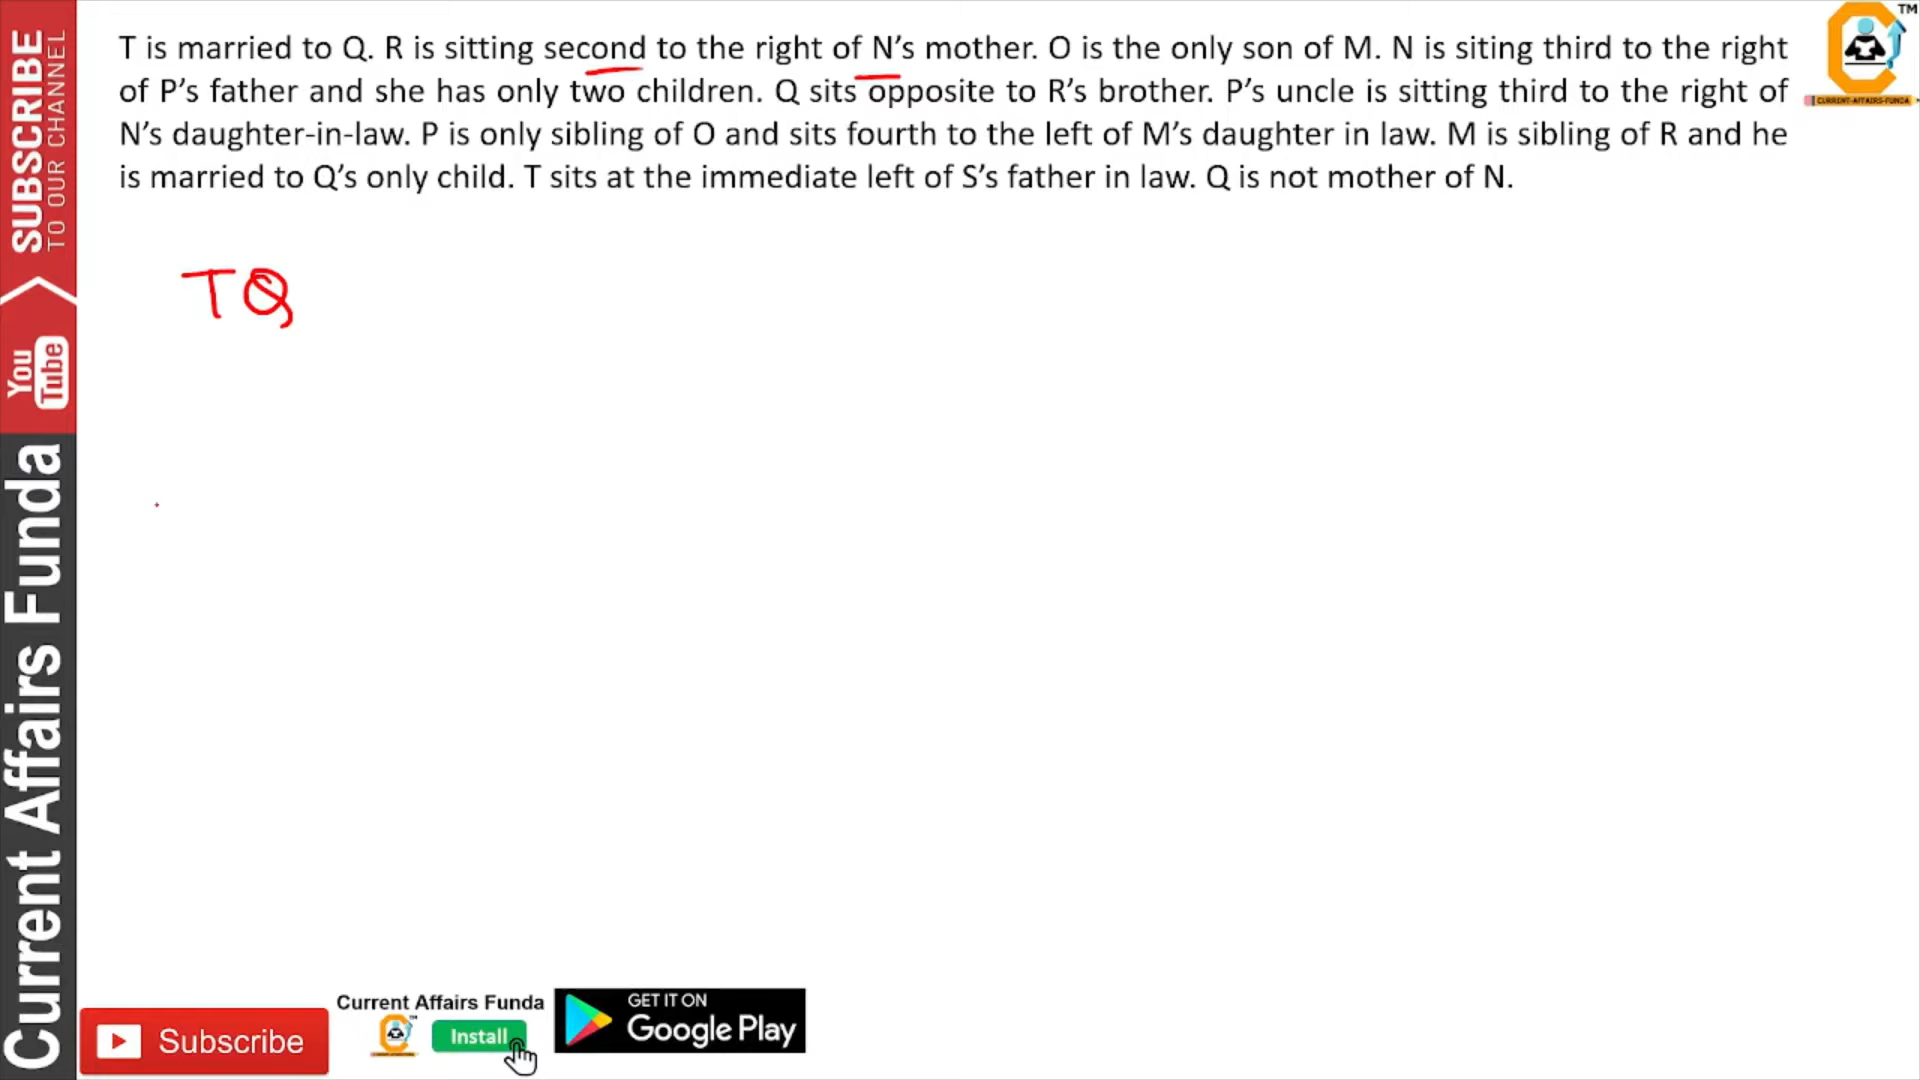 T is married to Q. R is sitting second to the right of N’s mother. O is the only son of M. N is siting third to the right
of P’s father and she has only two children. Q sits opposite to R’s brother. P’s uncle is sitting third to the right of
N’s daughter-in-law. P is only sibling of O and sits fourth to the left of M’s daughter in law. M is sibling of R and he
is married to Q’s only child. T sits at the immediate left of S’s father in law. Q is not mother of N.
TQ
SUBSCRIBE
TO OUR CHANNEL
You
Tube
Current Affairs Funda
TM
CURRENT-AFFAIRS-FUNDA
Subscribe
Current Affairs Funda
Install
GET IT ON
Google Play